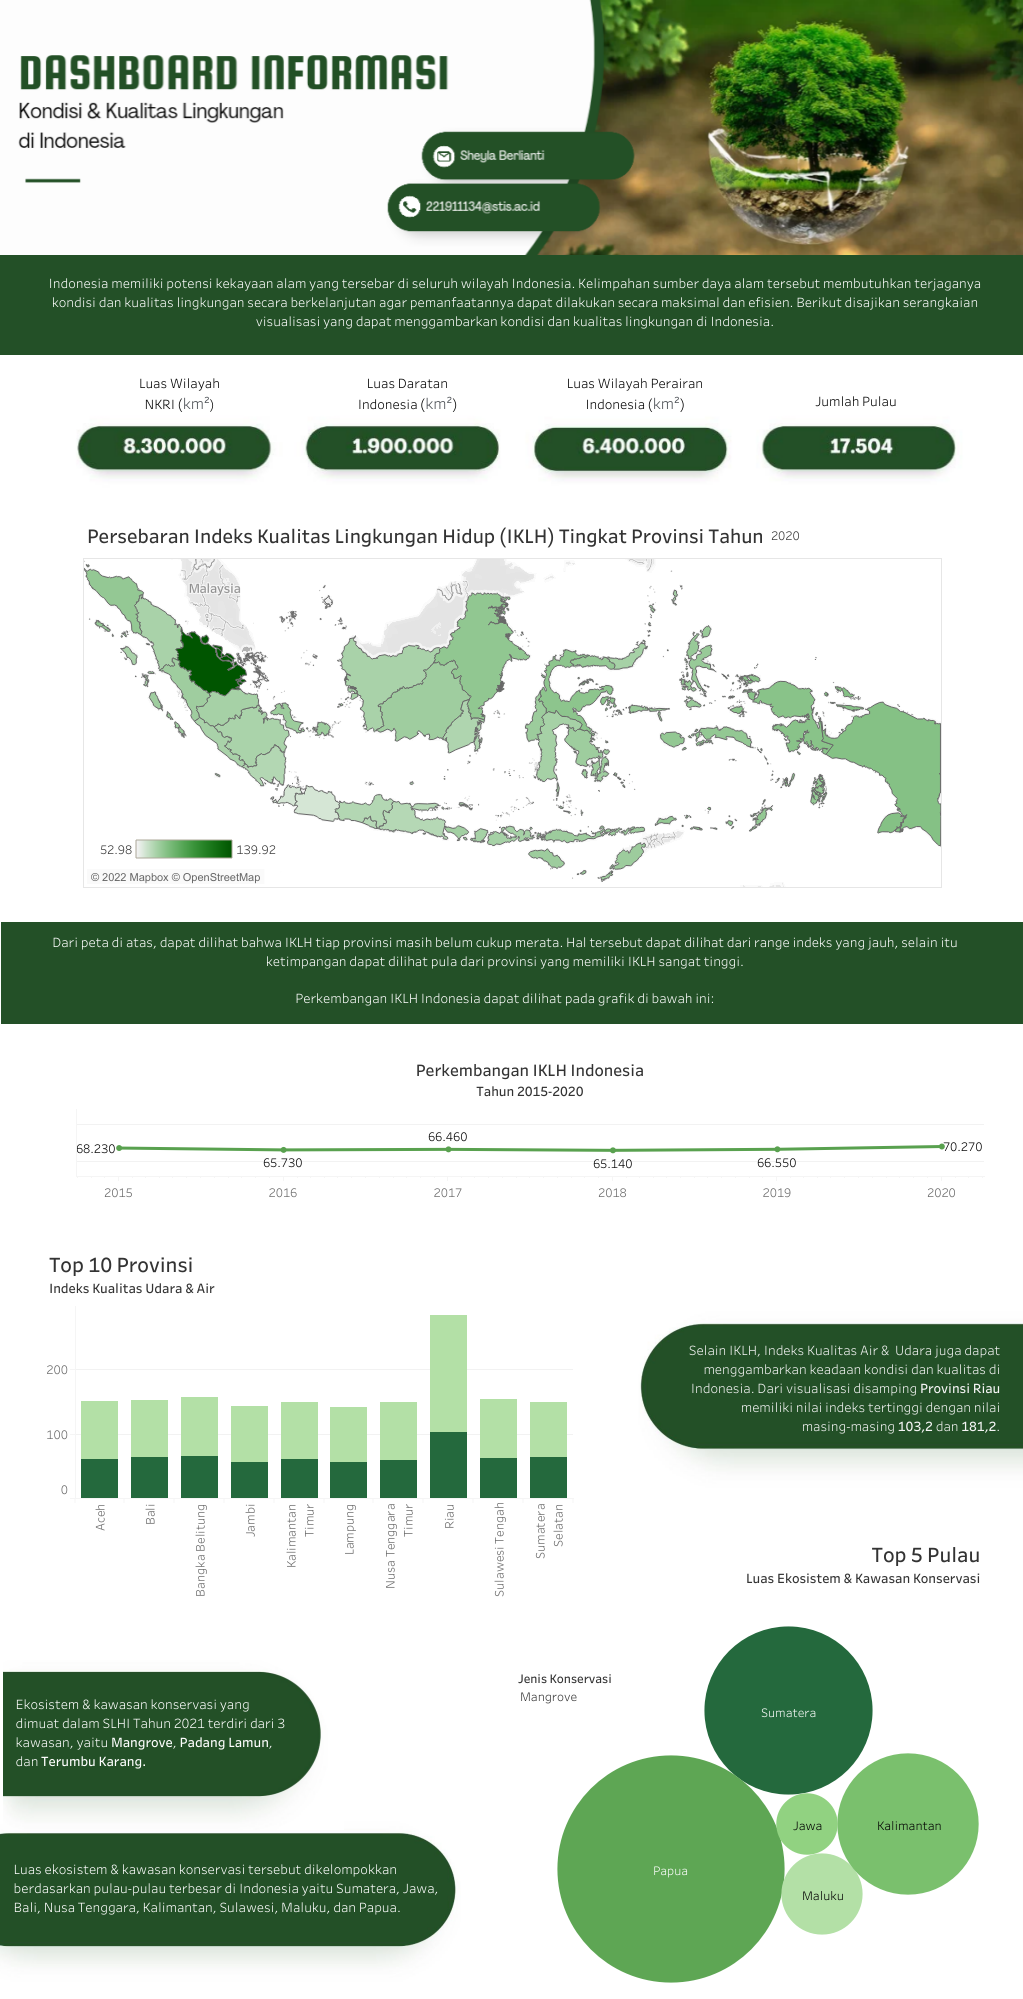 DASHBOARD INFORMASI
Kondisi & Kualitas Lingkungan
di Indonesia
Sheyla Berlianti
221911134@stis.ac.id
Indonesia memiliki potensi kekayaan alam yang tersebar di seluruh wilayah Indonesia. Kelimpahan sumber daya alam tersebut membutuhkan terjaganya
kondisi dan kualitas lingkungan secara berkelanjutan agar pemanfaatannya dapat dilakukan secara maksimal dan efisien. Berikut disajikan serangkaian
visualisasi yang dapat menggambarkan kondisi dan kualitas lingkungan di Indonesia.
Luas Wilayah
NKRI (km²)
8.300.000
Luas Daratan
Indonesia (km²)
1.900.000
Luas Wilayah Perairan
Indonesia (km²)
6.400.000
Jumlah Pulau
17.504
Persebaran Indeks Kualitas Lingkungan Hidup (IKLH) Tingkat Provinsi Tahun 2020
Malaysia
52.98 139.92
© 2022 Mapbox © OpenStreetMap
Dari peta di atas, dapat dilihat bahwa IKLH tiap provinsi masih belum cukup merata. Hal tersebut dapat dilihat dari range indeks yang jauh, selain itu
ketimpangan dapat dilihat pula dari provinsi yang memiliki IKLH sangat tinggi.
Perkembangan IKLH Indonesia dapat dilihat pada grafik di bawah ini:
Perkembangan IKLH Indonesia
Tahun 2015-2020
68.230
65.730
66.460
65.140
66.550
70.270
2015 2016 2017 2018 2019 2020
Top 10 Provinsi
Indeks Kualitas Udara & Air
200
100
0
Aceh
Bali
Bangka Belitung
Jambi
Kalimantan
Timur
Lampung
Nusa Tenggara
Timur
Riau
Sulawesi Tengah
Sumatera
Selatan
Selain IKLH, Indeks Kualitas Air & Udara juga dapat
menggambarkan keadaan kondisi dan kualitas di
Indonesia. Dari visualisasi disamping Provinsi Riau
memiliki nilai indeks tertinggi dengan nilai
masing-masing 103,2 dan 181,2.
Top 5 Pulau
Luas Ekosistem & Kawasan Konservasi
Jenis Konservasi
Mangrove
Sumatera
Jawa
Kalimantan
Papua
Maluku
Ekosistem & kawasan konservasi yang
dimuat dalam SLHI Tahun 2021 terdiri dari 3
kawasan, yaitu Mangrove, Padang Lamun,
dan Terumbu Karang.
Luas ekosistem & kawasan konservasi tersebut dikelompokkan
berdasarkan pulau-pulau terbesar di Indonesia yaitu Sumatera, Jawa,
Bali, Nusa Tenggara, Kalimantan, Sulawesi, Maluku, dan Papua.